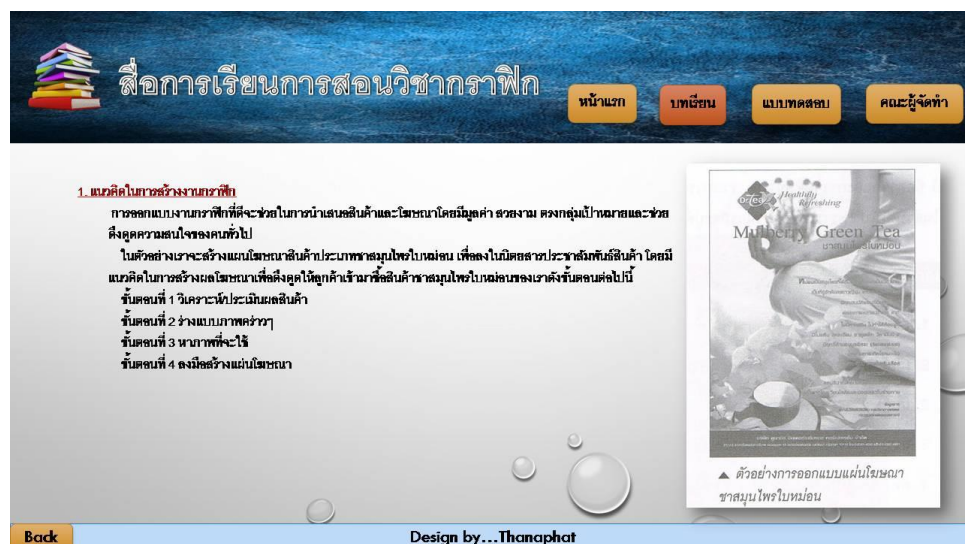 สื่อการเรียนการสอนวิชากราฟิก
หน้าแรก
บทเรียน
แบบทดสอบ
คณะผู้จัดทำ
1. แนวคิดในการสร้างงานกราฟิก
การออกแบบงานกราฟิกที่ดีจะช่วยในการนำเสนอสินค้าและโฆษณาโดยมีมูลค่า สวยงาม ตรงกลุ่มเป้าหมายและช่วย
ดึงดูดความสนใจของคนทั่วไป
ในตัวอย่างเราจะสร้างแผ่นโฆษณาสินค้าประเภทชาสมุนไพรใบหม่อน เพื่อลงในนิตยสารประชาสัมพันธ์สินค้า โดยมี
แนวคิดในการสร้างผลโฆษณาเพื่อดึงดูดให้ลูกค้าเข้ามาซื้อสินค้าชาสมุนไพรใบหม่อนของเราดังขั้นตอนต่อไปนี้
ขั้นตอนที่ 1 วิเคราะห์/ประเมินผลสินค้า
ขั้นตอนที่ 2 ร่างแบบภาพคร่าวๆ
ขั้นตอนที่ 3 หาภาพที่จะใช้
ขั้นตอนที่ 4 ลงมือสร้างแผ่นโฆษณา
Healthily
Refreshing
Mulberry Green Tea
ชาสมุนไพรใบหม่อน
▲ ตัวอย่างการออกแบบแผ่นโฆษณา
ชาสมุนไพรใบหม่อน
Back
Design by...Thanaphat